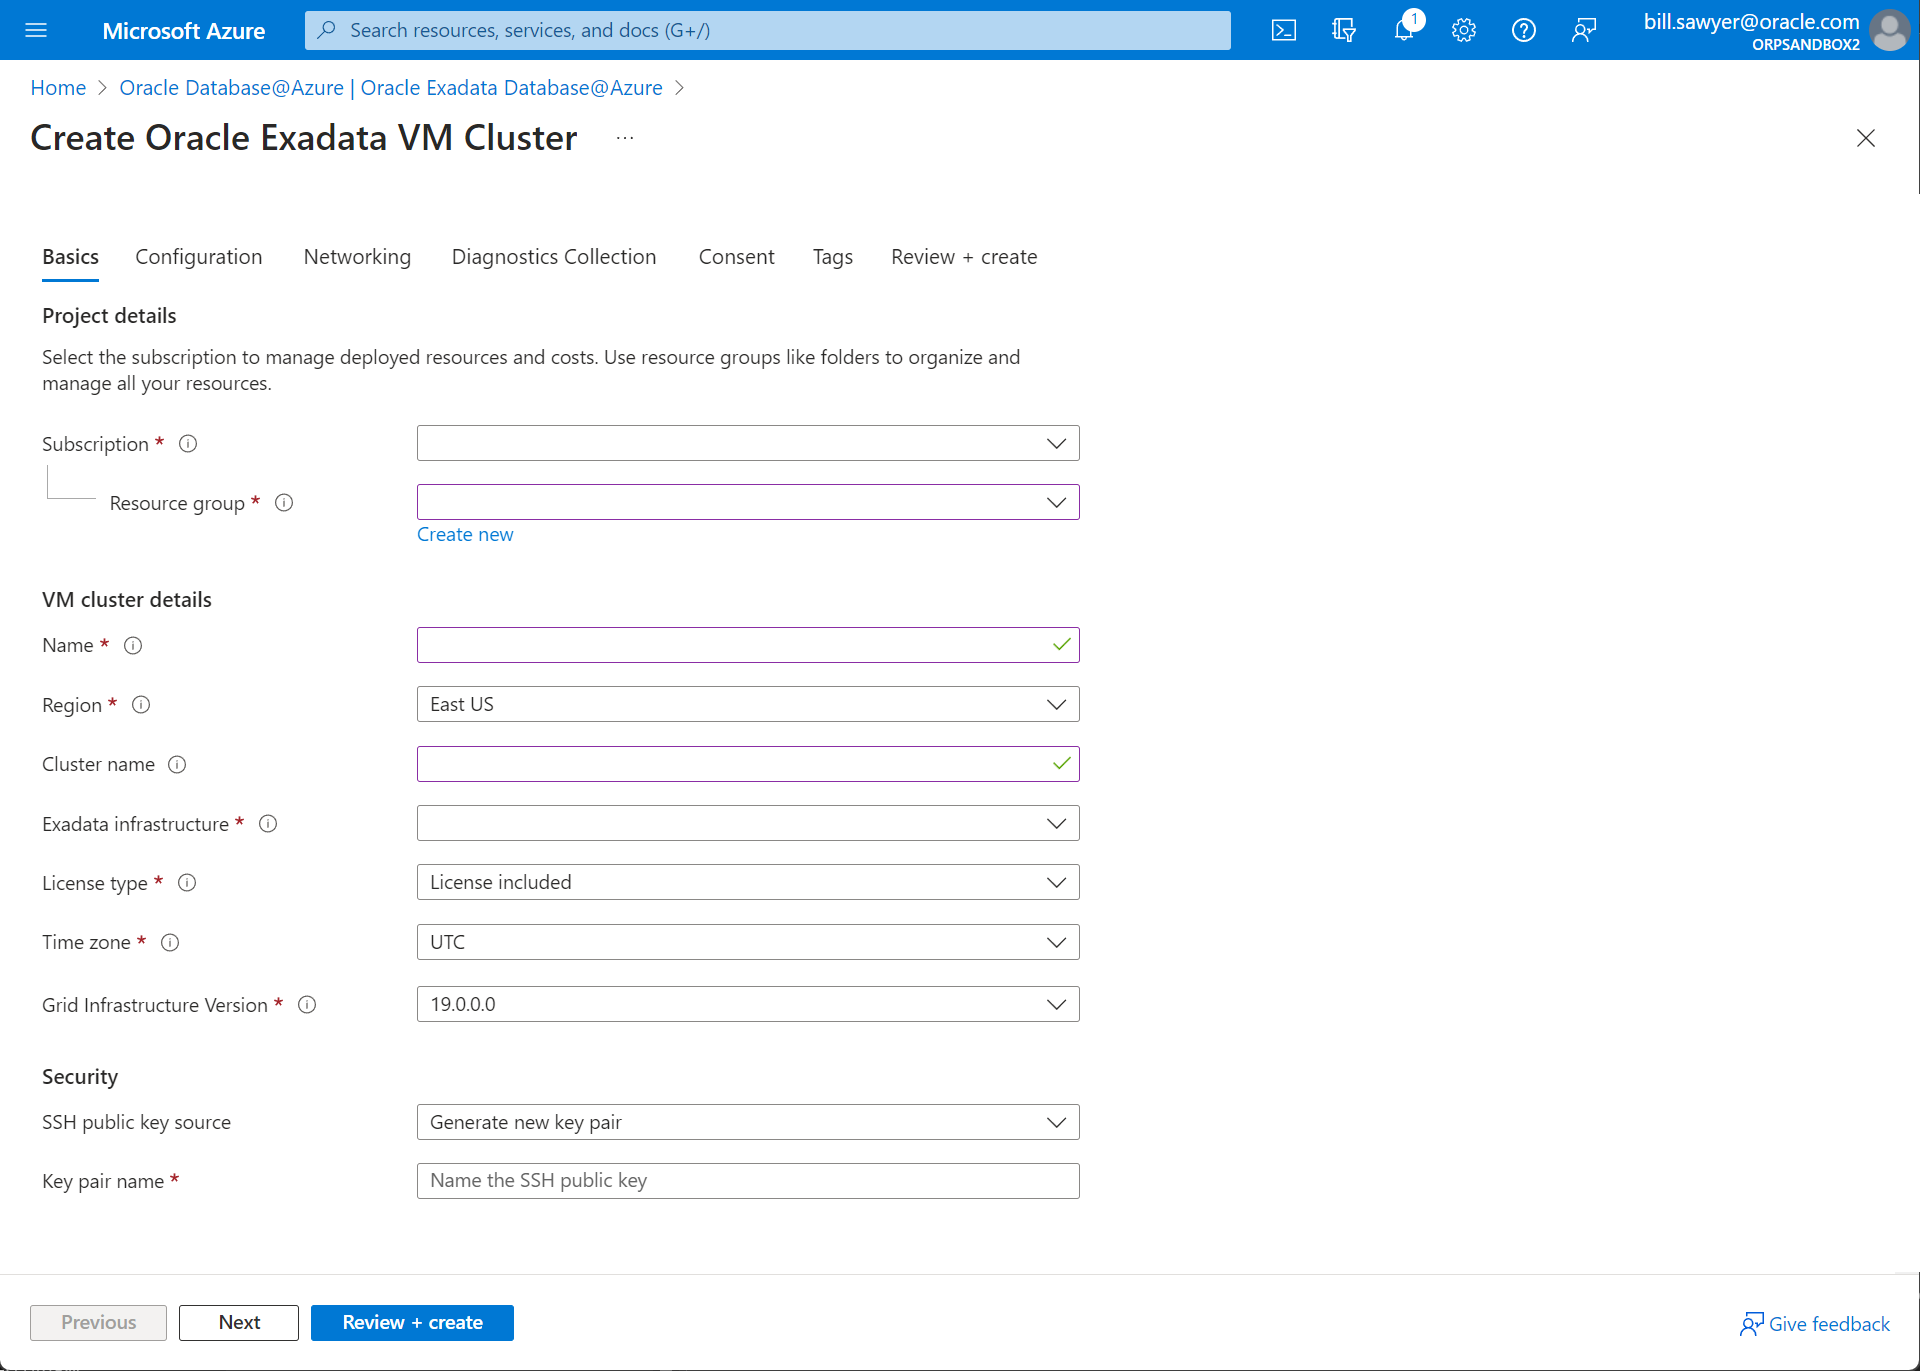 Microsoft Azure
Search resources, services, and docs (G+/)
1
bill.sawyer@oracle.com
ORPSANDBOX2
Home > Oracle Database@Azure | Oracle Exadata Database@Azure >
Create Oracle Exadata VM Cluster ...
Basics Configuration Networking Diagnostics Collection Consent Tags Review + create
Project details
Select the subscription to manage deployed resources and costs. Use resource groups like folders to organize and
manage all your resources.
Subscription *
Resource group *
Create new
VM cluster details
Name *
Region * East US
Cluster name
Exadata infrastructure *
License type * License included
Time zone * UTC
Grid Infrastructure Version * 19.0.0.0
Security
SSH public key source Generate new key pair
Key pair name * Name the SSH public key
Previous Next Review + create Give feedback